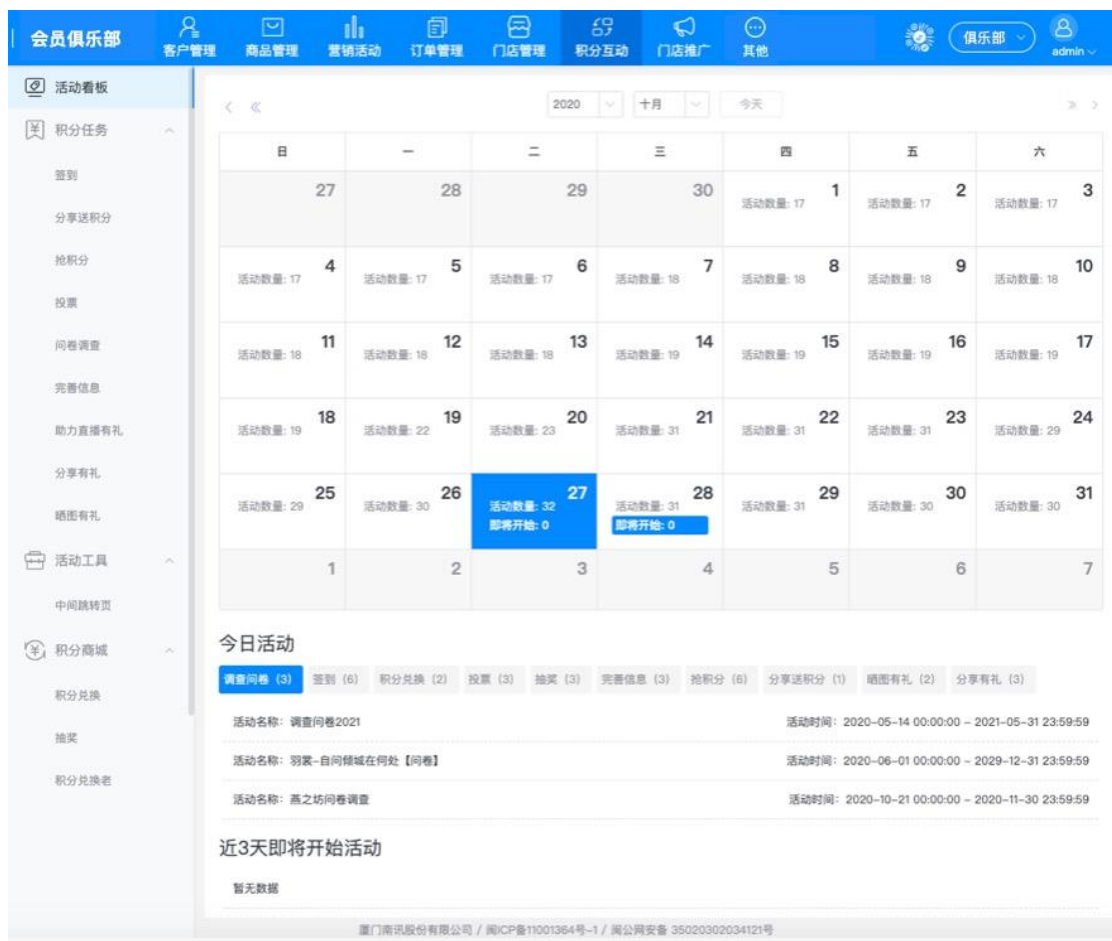 会员俱乐部
客户管理 商品管理 营销活动 订单管理 门店管理 积分互动 门店推广 其他
俱乐部
admin
活动看板
积分任务
签到
分享送积分
抢积分
投票
问卷调查
完善信息
助力直播有礼
分享有礼
晒图有礼
活动工具
中间跳转页
积分商城
积分兑换
抽奖
积分兑换老
2020 十月 今天
日 一 二 三 四 五 六
27 28 29 30 1 2 3
活动数量: 17 活动数量: 17 活动数量: 17
4 5 6 7 8 9 10
活动数量: 17 活动数量: 17 活动数量: 17 活动数量: 18 活动数量: 18 活动数量: 18 活动数量: 18
11 12 13 14 15 16 17
活动数量: 18 活动数量: 18 活动数量: 18 活动数量: 19 活动数量: 19 活动数量: 19 活动数量: 19
18 19 20 21 22 23 24
活动数量: 19 活动数量: 22 活动数量: 23 活动数量: 31 活动数量: 31 活动数量: 31 活动数量: 29
25 26 27 28 29 30 31
活动数量: 29 活动数量: 30 活动数量: 32 活动数量: 31 活动数量: 31 活动数量: 30 活动数量: 30
即将开始: 0 即将开始: 0
1 2 3 4 5 6 7
今日活动
调查问卷 (3) 签到 (6) 积分兑换 (2) 投票 (3) 抽奖 (3) 完善信息 (3) 抢积分 (6) 分享送积分 (1) 晒图有礼 (2) 分享有礼 (3)
活动名称: 调查问卷2021 活动时间: 2020-05-14 00:00:00 ~ 2021-05-31 23:59:59
活动名称: 羽裳-自问倾城在何处【问卷】 活动时间: 2020-06-01 00:00:00 ~ 2029-12-31 23:59:59
活动名称: 燕之坊问卷调查 活动时间: 2020-10-21 00:00:00 ~ 2020-11-30 23:59:59
近3天即将开始活动
暂无数据
厦门南讯股份有限公司 / 闽ICP备11001364号-1 / 闽公网安备 35020302034121号